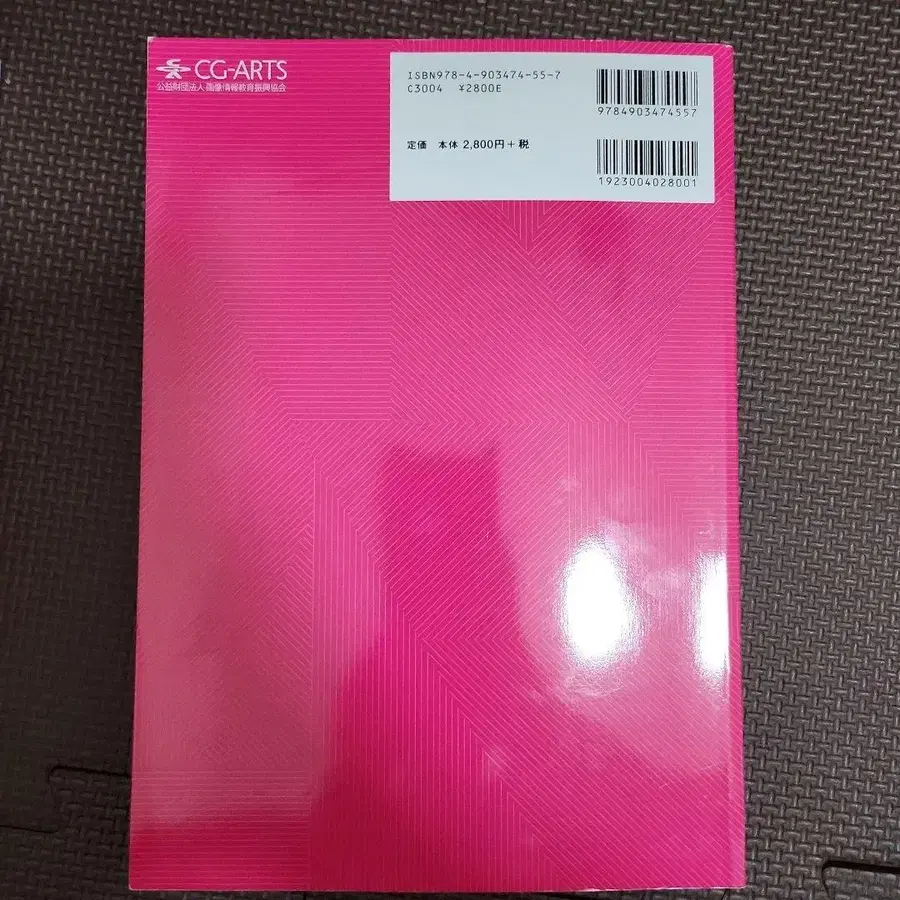 CG-ARTS
公益財団法人 画像情報教育振興協会
ISBN978-4-903474-55-7
C3004 ¥2800E
定価 本体 2,800円+税
9784903474557
1923004028001